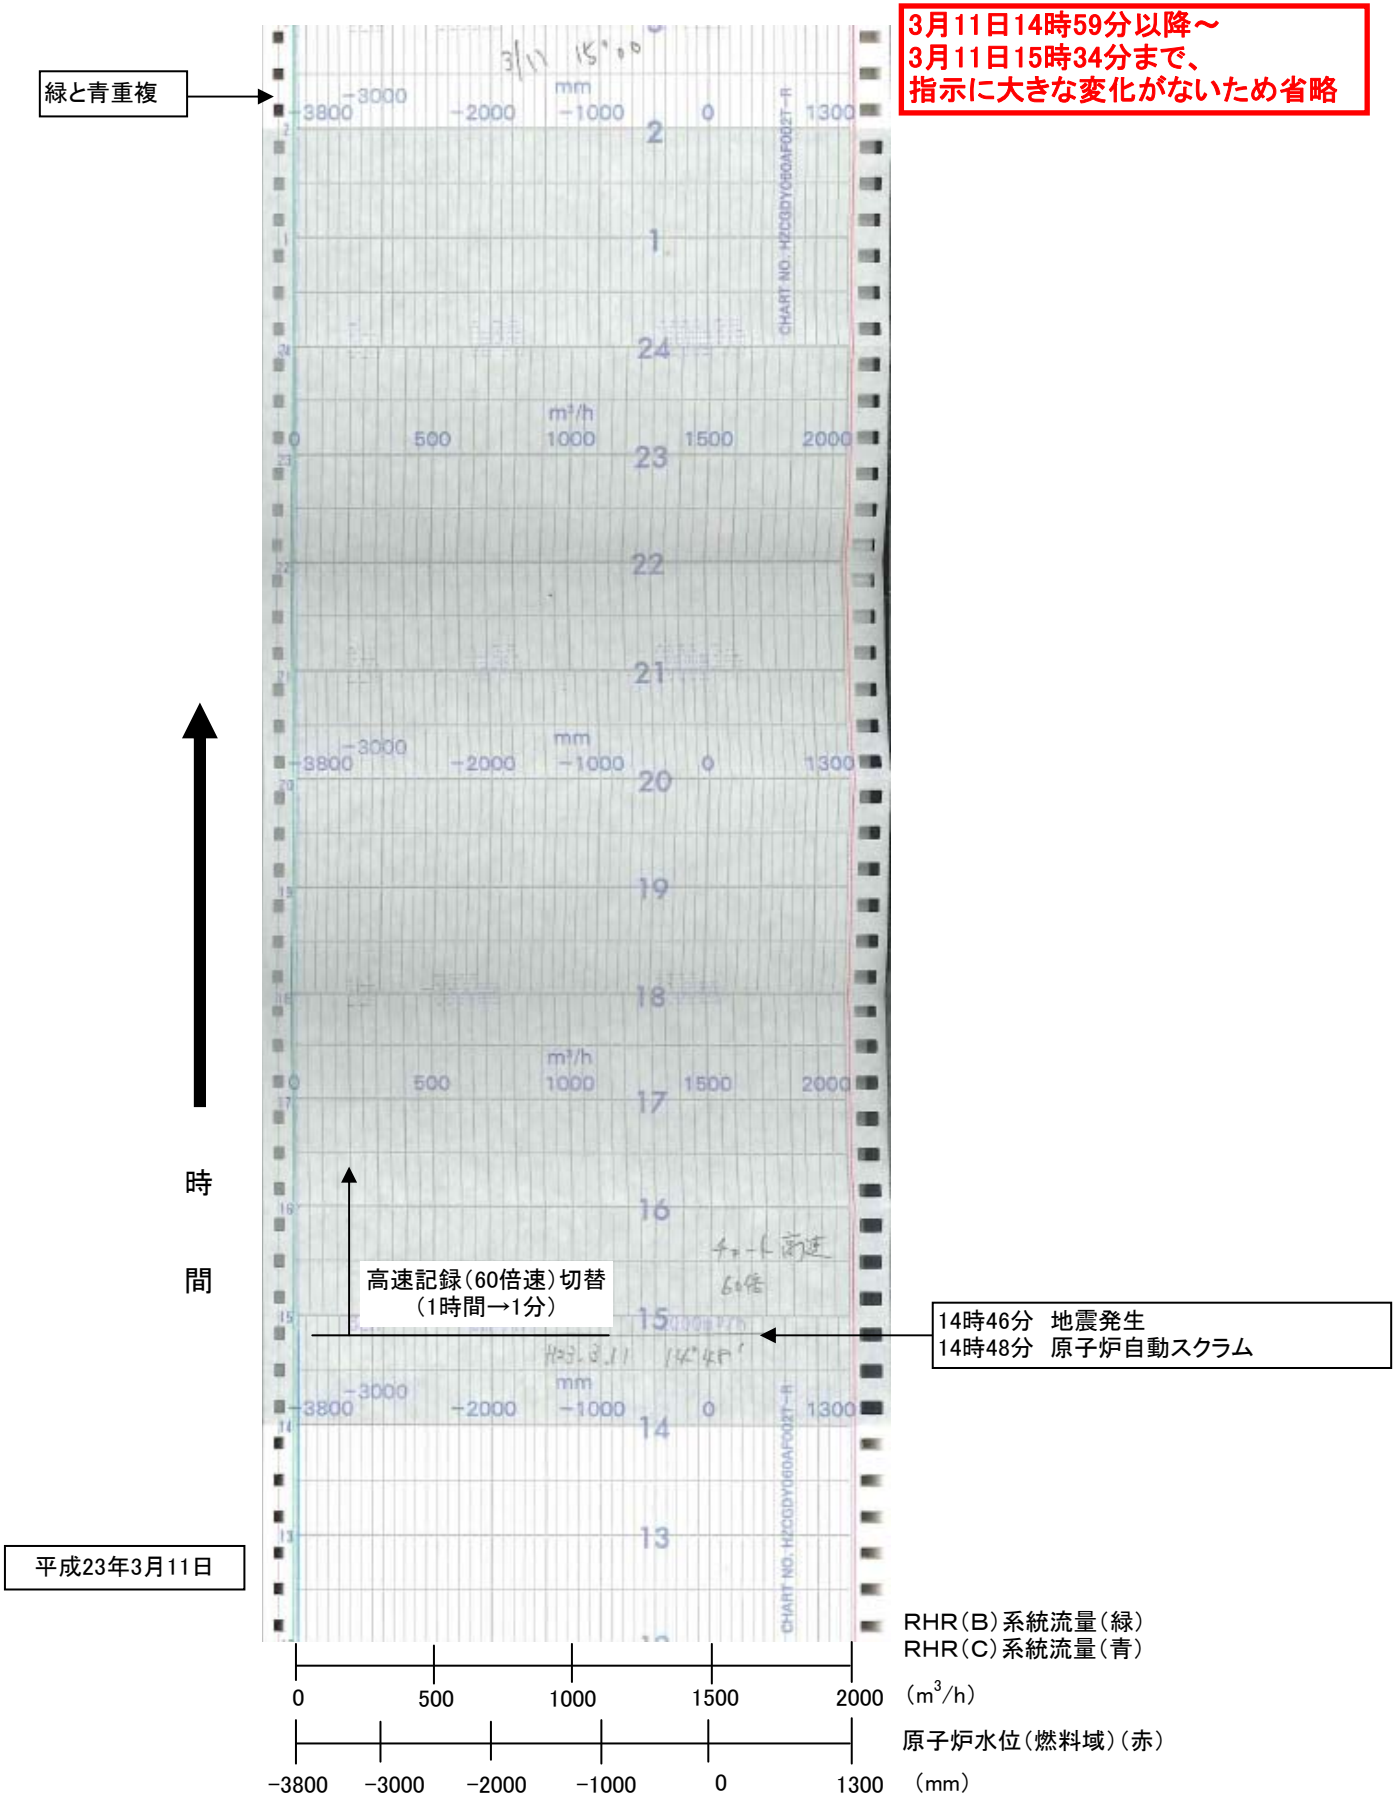 3月11日14時59分以降～
3月11日15時34分まで、
指示に大きな変化がないため省略
3/11 15°00
緑と青重複
mm
-3000
-3800 -2000 -1000 0 1300
2
CHART NO. HZCGDY060AF002T-R
1
24
m³/h
0 500 1000 1500 2000
23
22
21
mm
-3000
-3800 -2000 -1000 0 1300
20
19
18
m³/h
0 500 1000 1500 2000
17
時
間
16
チャート高速
60倍
高速記録（60倍速）切替
（1時間→1分）
15
14時46分 地震発生
14時48分 原子炉自動スクラム
H23.3.11 14°48'
mm
-3000
-3800 -2000 -1000 0 1300
14
CHART NO. HZCGDY060AF002T-R
13
平成23年3月11日
RHR（B）系統流量（緑）
RHR（C）系統流量（青）
0 500 1000 1500 2000 （m³/h）
原子炉水位（燃料域）（赤）
-3800 -3000 -2000 -1000 0 1300 （mm）